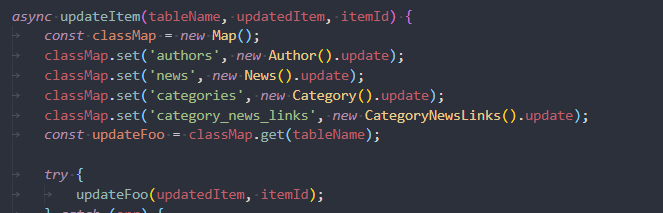 async updateItem(tableName, updatedItem, itemId) {
const classMap = new Map();
classMap.set('authors', new Author().update);
classMap.set('news', new News().update);
classMap.set('categories', new Category().update);
classMap.set('category_news_links', new CategoryNewsLinks().update);
const updateFoo = classMap.get(tableName);
try {
updateFoo(updatedItem, itemId);
} catch (err) {